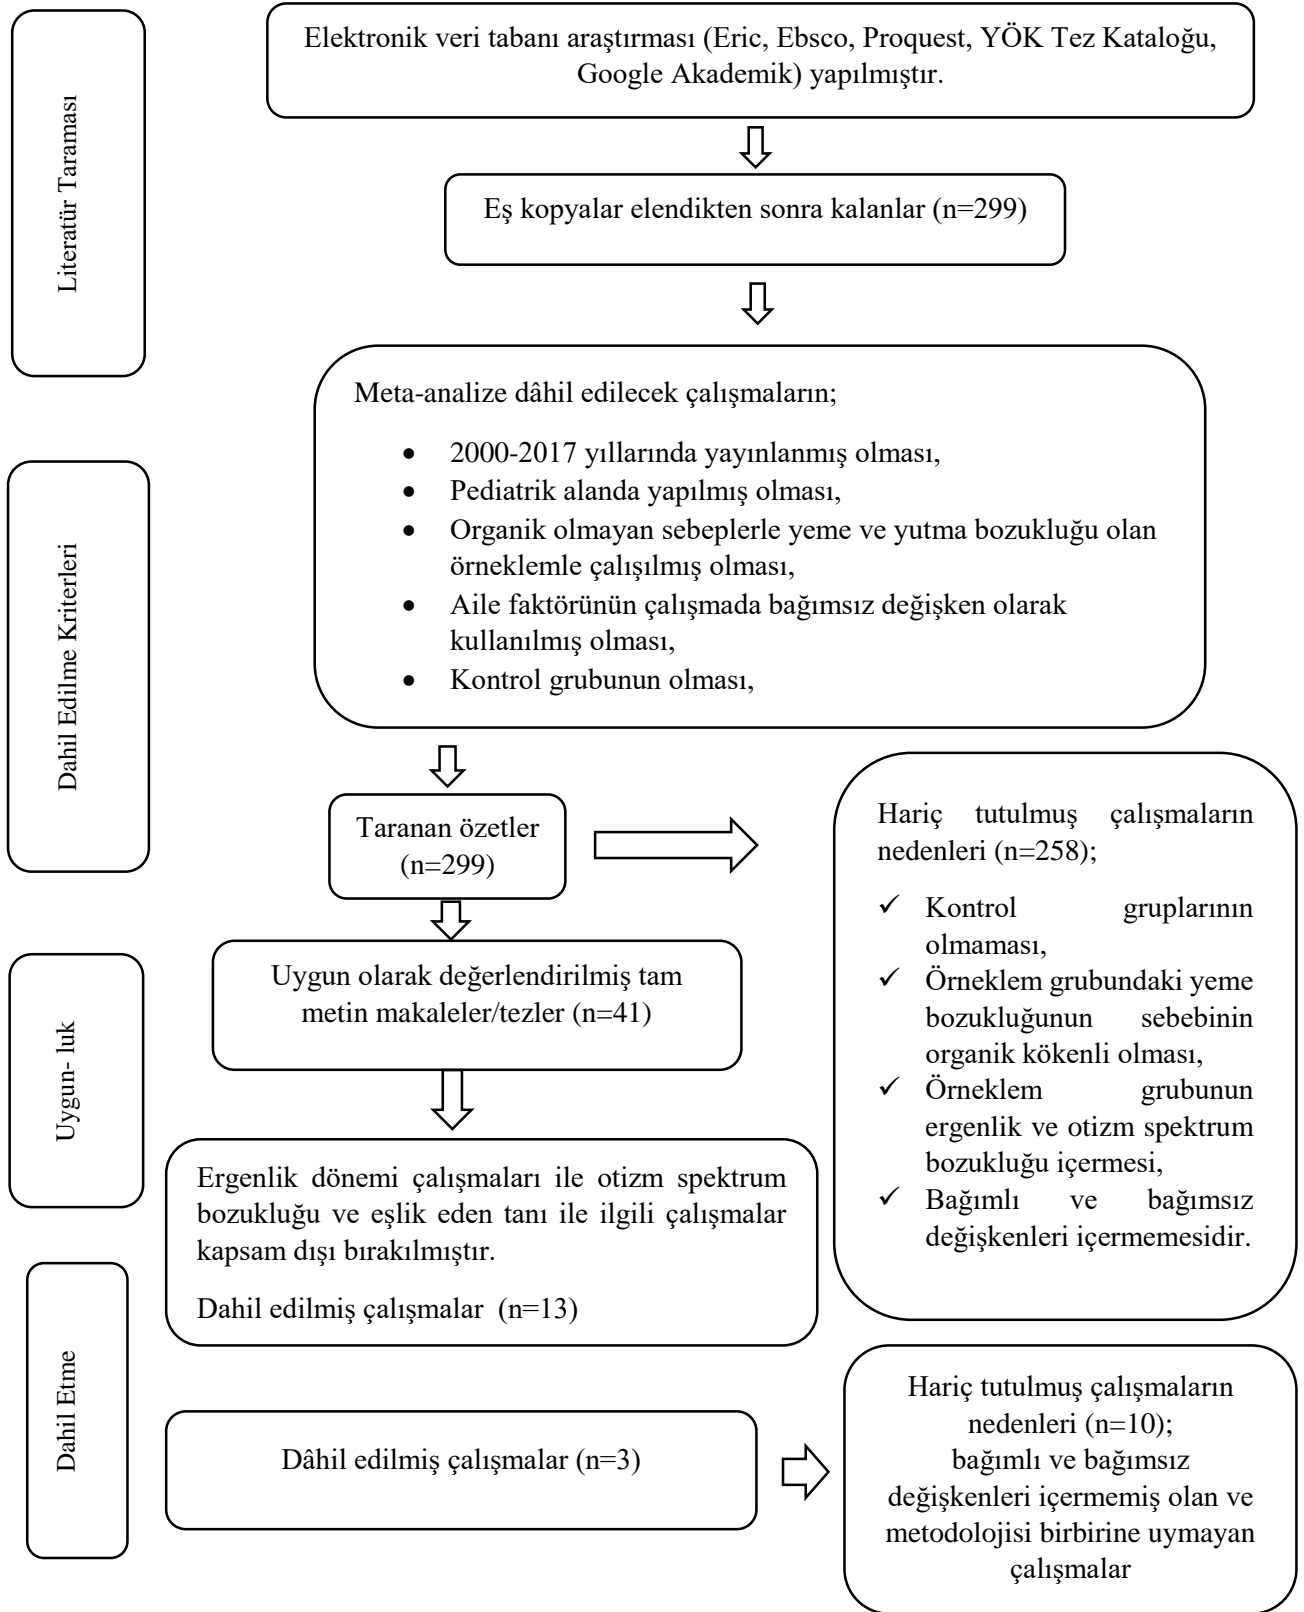 Literatür Taraması
Elektronik veri tabanı araştırması (Eric, Ebsco, Proquest, YÖK Tez Kataloğu,
Google Akademik) yapılmıştır.
Eş kopyalar elendikten sonra kalanlar (n=299)
Dahil Edilme Kriterleri
Meta-analize dâhil edilecek çalışmaların;
• 2000-2017 yıllarında yayınlanmış olması,
• Pediatrik alanda yapılmış olması,
• Organik olmayan sebeplerle yeme ve yutma bozukluğu olan
örneklemle çalışılmış olması,
• Aile faktörünün çalışmada bağımsız değişken olarak
kullanılmış olması,
• Kontrol grubunun olması,
Taranan özetler
(n=299)
Hariç tutulmuş çalışmaların
nedenleri (n=258);
✓ Kontrol gruplarının
olmaması,
✓ Örneklem grubundaki yeme
bozukluğunun sebebinin
organik kökenli olması,
✓ Örneklem grubunun
ergenlik ve otizm spektrum
bozukluğu içermesi,
✓ Bağımlı ve bağımsız
değişkenleri içermemesidir.
Uygun- luk
Uygun olarak değerlendirilmiş tam
metin makaleler/tezler (n=41)
Ergenlik dönemi çalışmaları ile otizm spektrum
bozukluğu ve eşlik eden tanı ile ilgili çalışmalar
kapsam dışı bırakılmıştır.
Dahil edilmiş çalışmalar (n=13)
Dahil Etme
Dâhil edilmiş çalışmalar (n=3)
Hariç tutulmuş çalışmaların
nedenleri (n=10);
bağımlı ve bağımsız
değişkenleri içermemiş olan ve
metodolojisi birbirine uymayan
çalışmalar